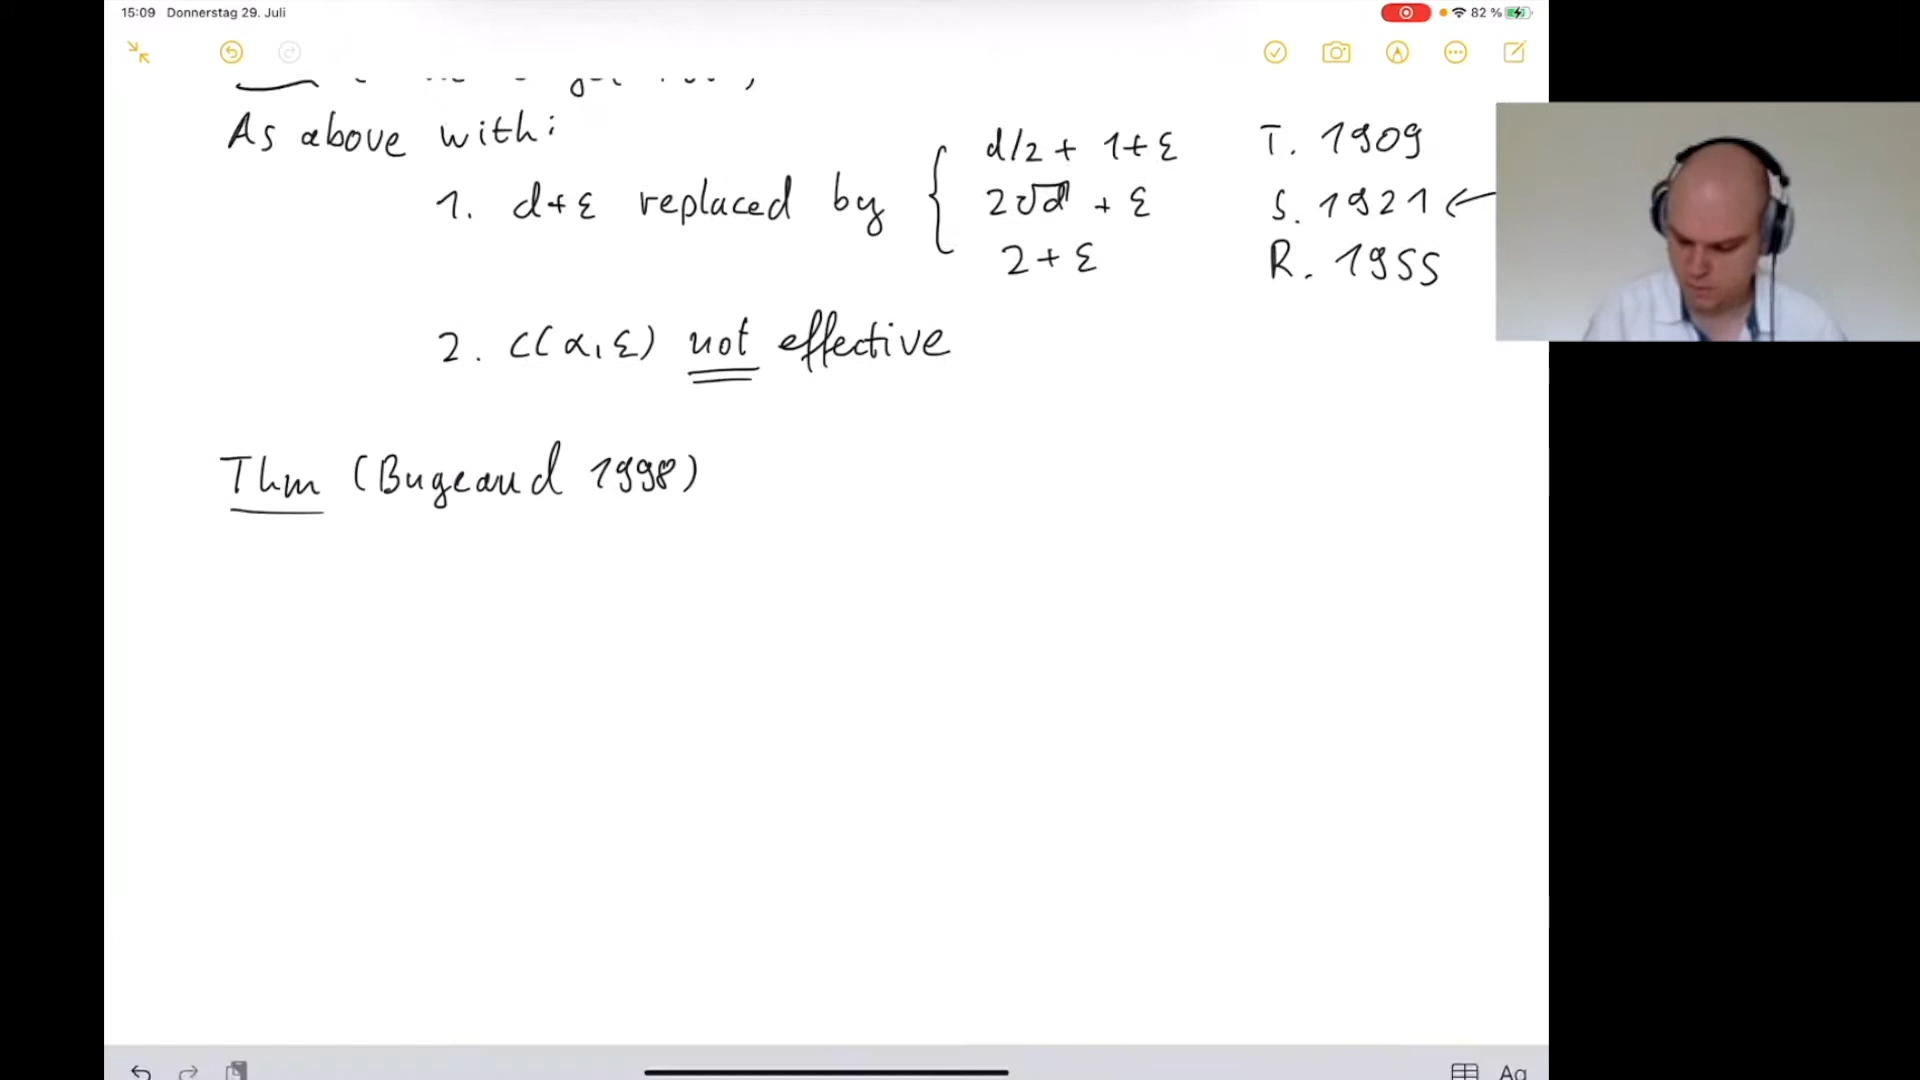 15:09 Donnerstag 29. Juli 82 %
As above with:
d/2 + 1+ε T. 1909
1. d+ε replaced by 2√d + ε S. 1921 ←
2+ε R. 1955
2. c(α,ε) not effective
Thm (Bugeaud 1998)
Aa